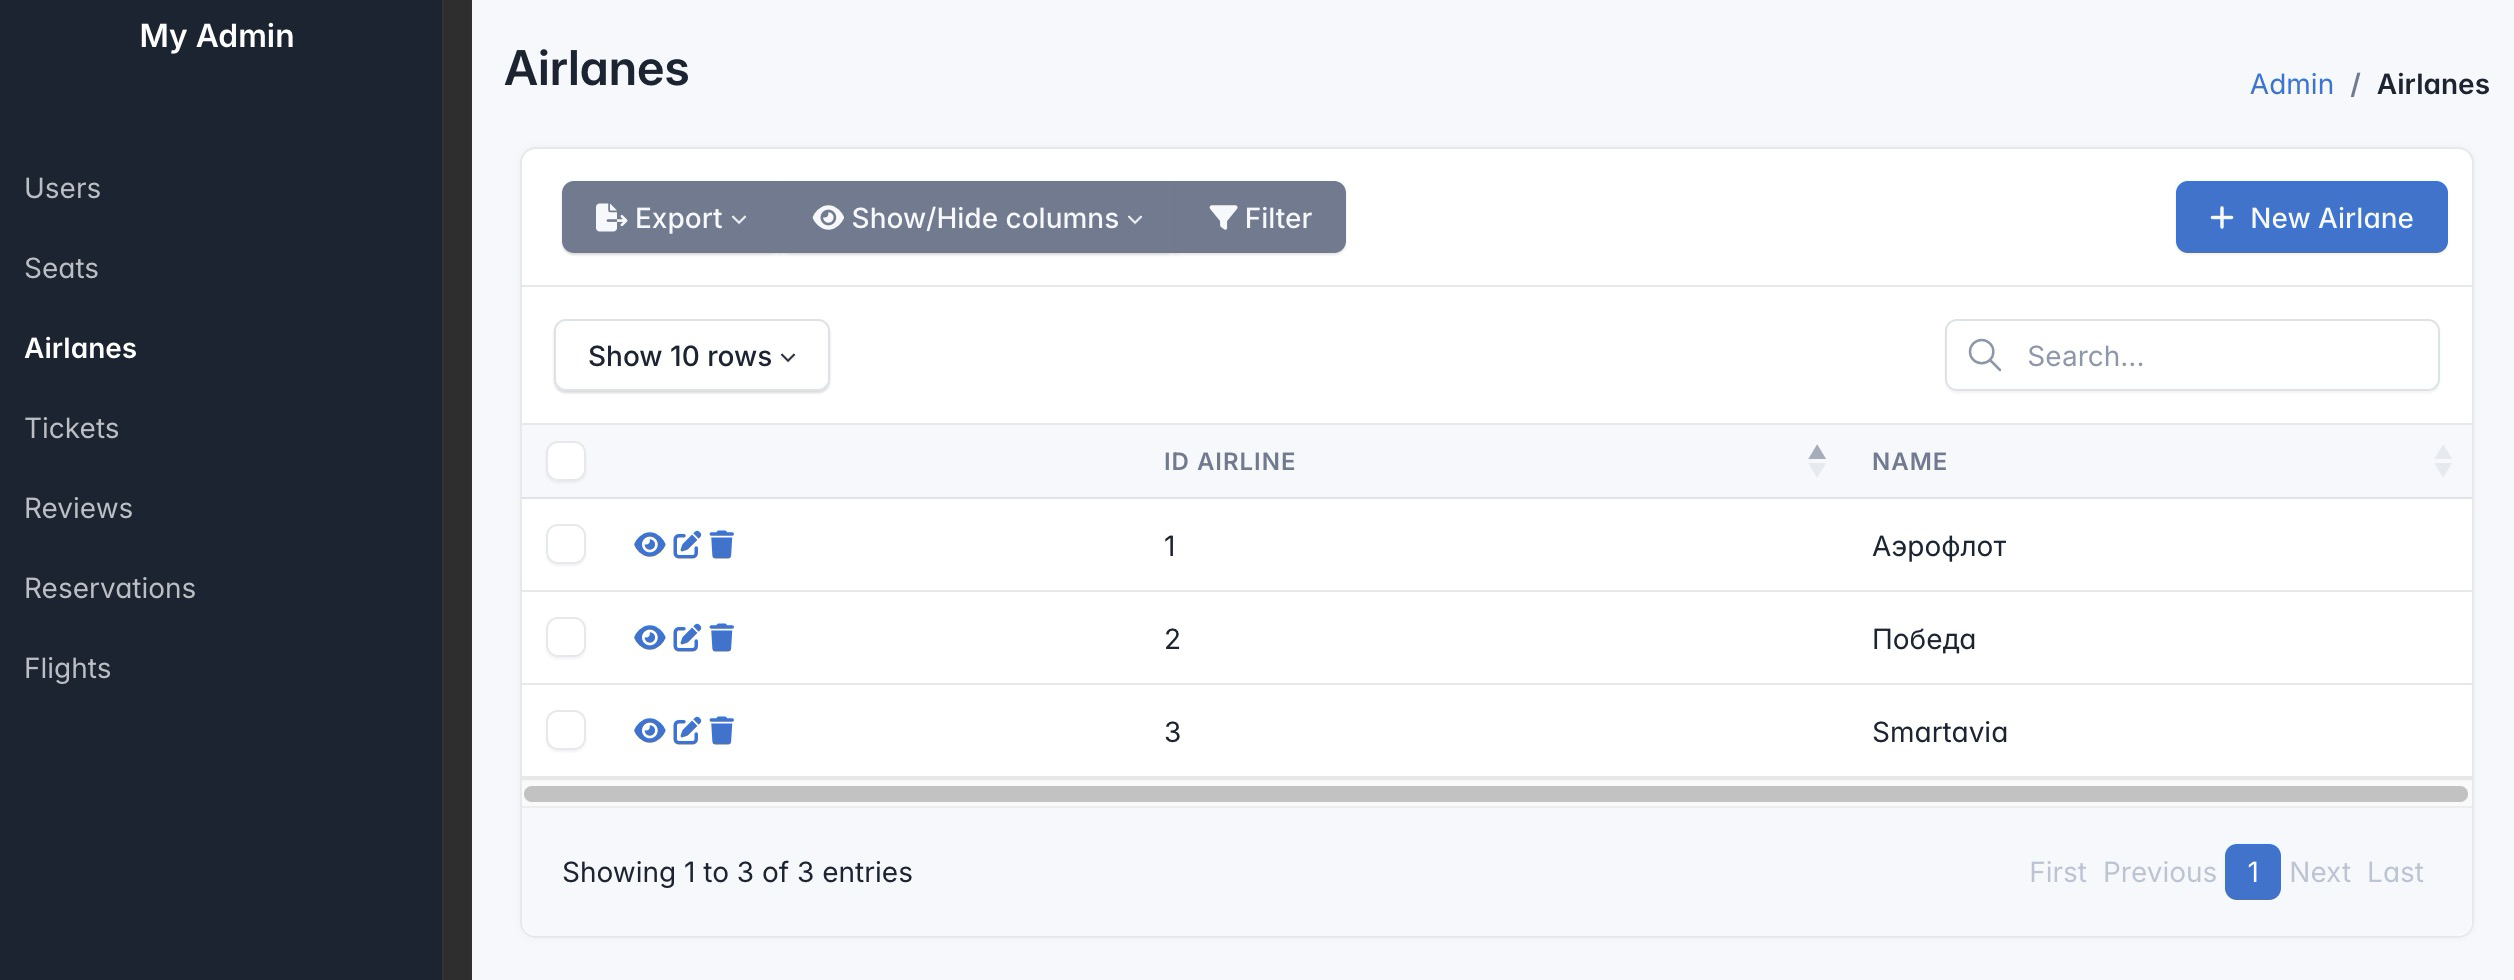 My Admin
Users
Seats
Airlanes
Tickets
Reviews
Reservations
Flights
Airlanes
Admin / Airlanes
Export
Show/Hide columns
Filter
+ New Airlane
Show 10 rows
Search...
ID AIRLINE NAME
1 Аэрофлот
2 Победа
3 Smartavia
Showing 1 to 3 of 3 entries
First Previous 1 Next Last